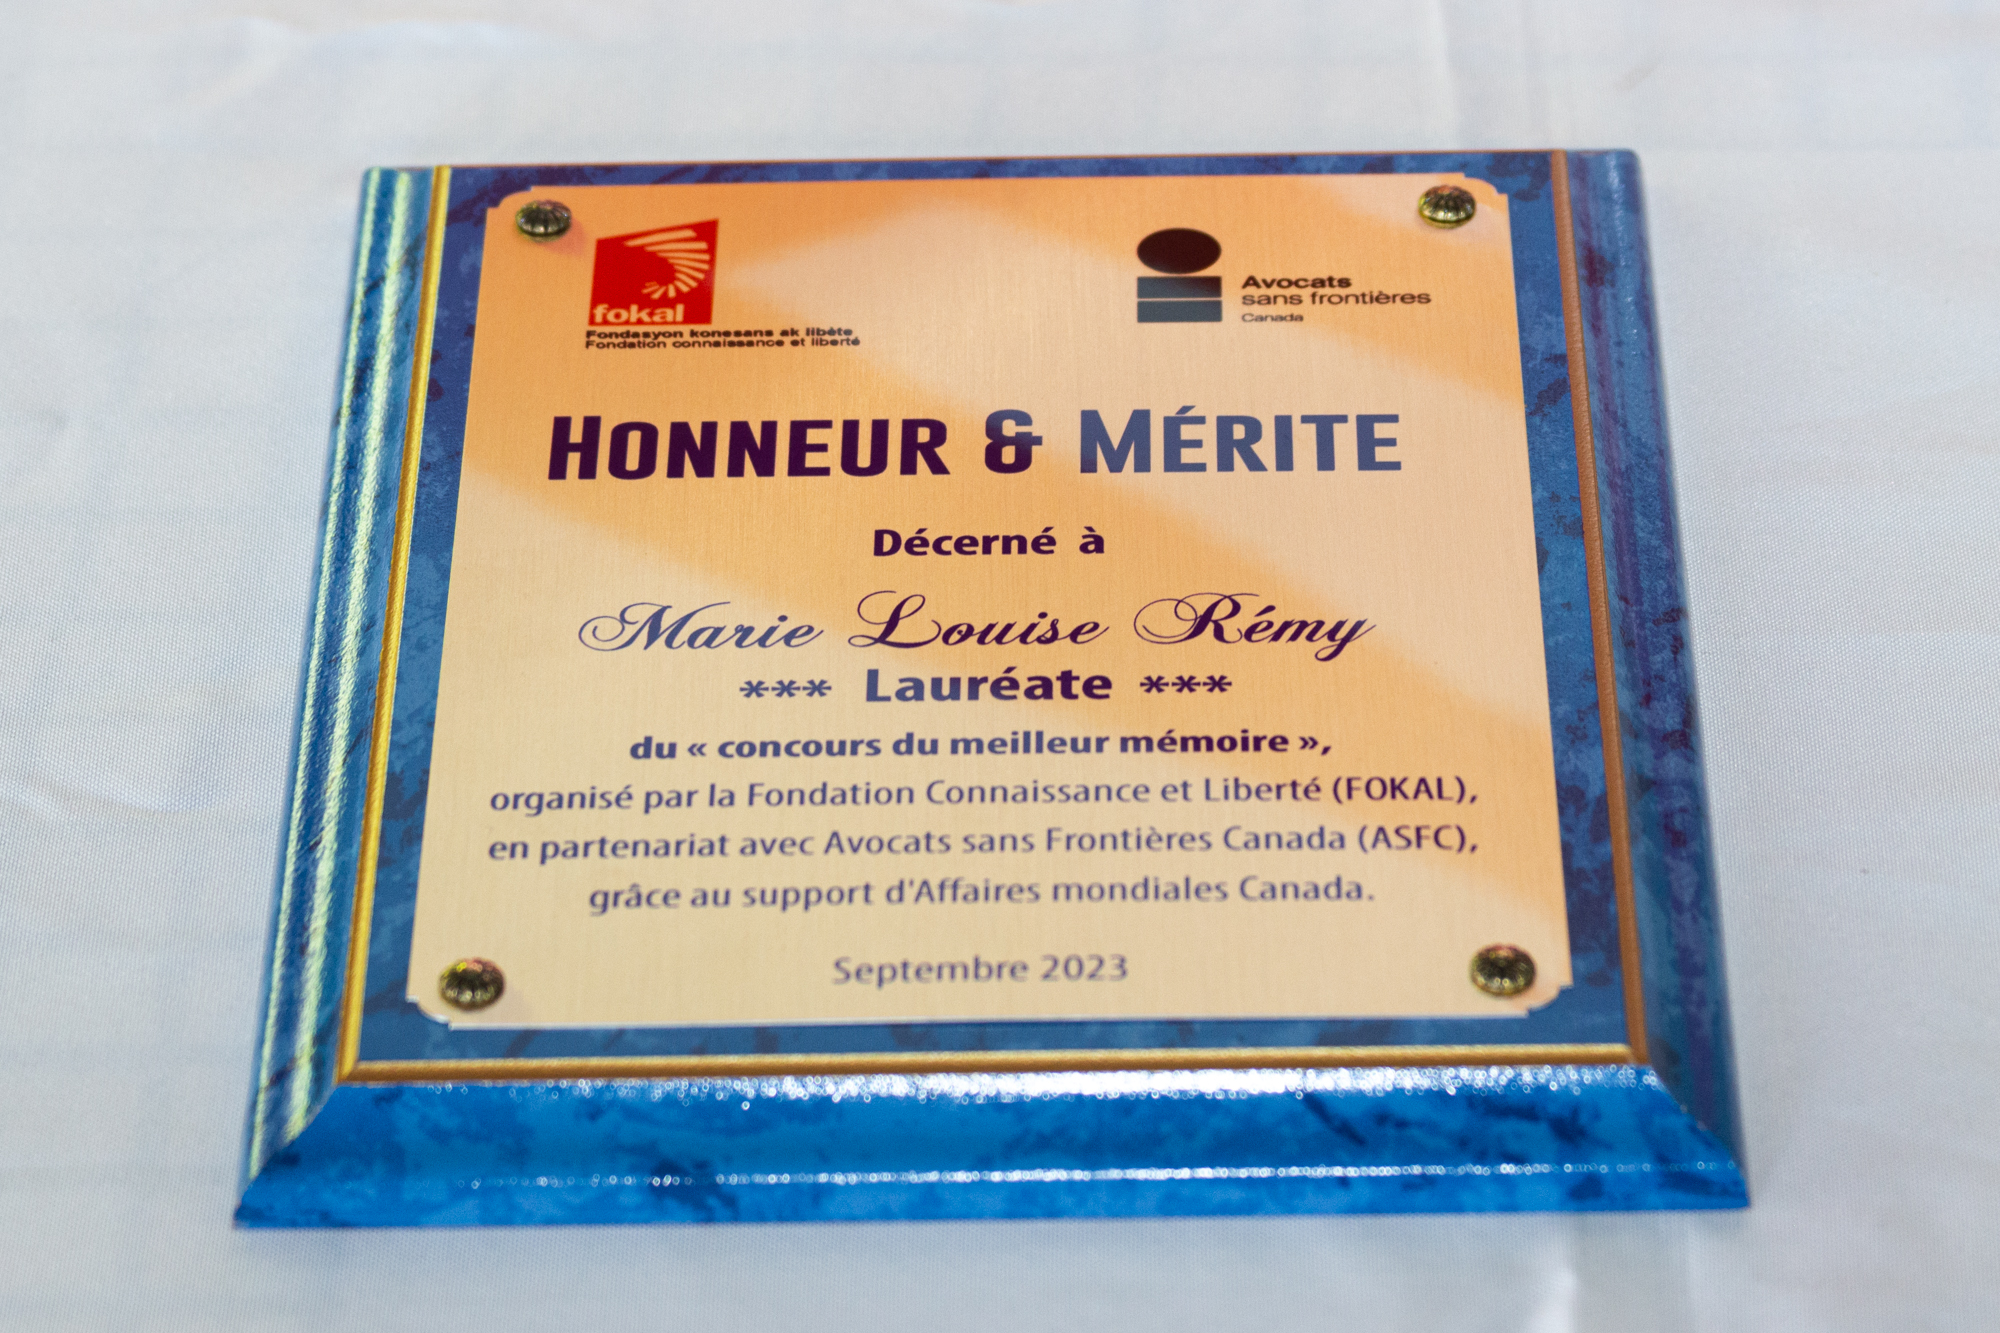 fokal
Fondasyon konesans ak libète
Fondation connaissance et liberté
Avocats
sans frontières
Canada
HONNEUR & MÉRITE
Décerné à
Marie Louise Rémy
*** Lauréate ***
du « concours du meilleur mémoire »,
organisé par la Fondation Connaissance et Liberté (FOKAL),
en partenariat avec Avocats sans Frontières Canada (ASFC),
grâce au support d'Affaires mondiales Canada.
Septembre 2023